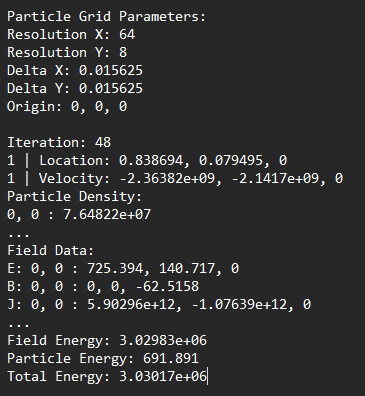 Particle Grid Parameters:
Resolution X: 64
Resolution Y: 8
Delta X: 0.015625
Delta Y: 0.015625
Origin: 0, 0, 0
Iteration: 48
1 | Location: 0.838694, 0.079495, 0
1 | Velocity: -2.36382e+09, -2.1417e+09, 0
Particle Density:
0, 0 : 7.64822e+07
...
Field Data:
E: 0, 0 : 725.394, 140.717, 0
B: 0, 0 : 0, 0, -62.5158
J: 0, 0 : 5.90296e+12, -1.07639e+12, 0
...
Field Energy: 3.02983e+06
Particle Energy: 691.891
Total Energy: 3.03017e+06